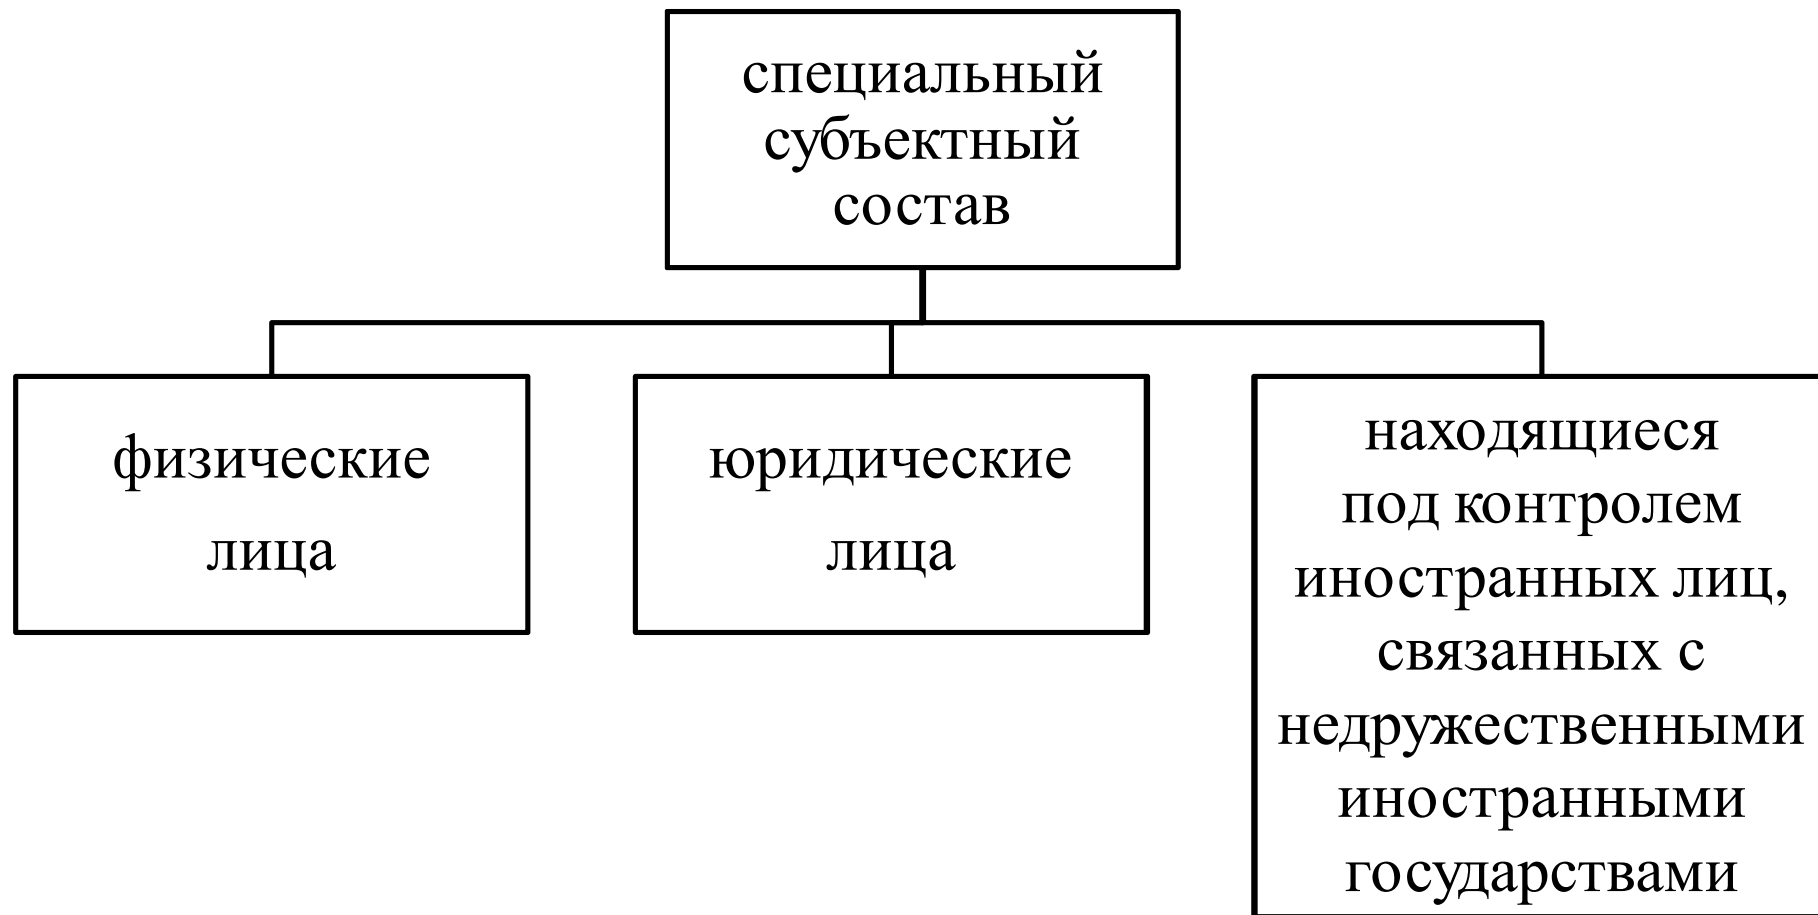 специальный
субъектный
состав
физические
лица
юридические
лица
находящиеся
под контролем
иностранных лиц,
связанных с
недружественными
иностранными
государствами